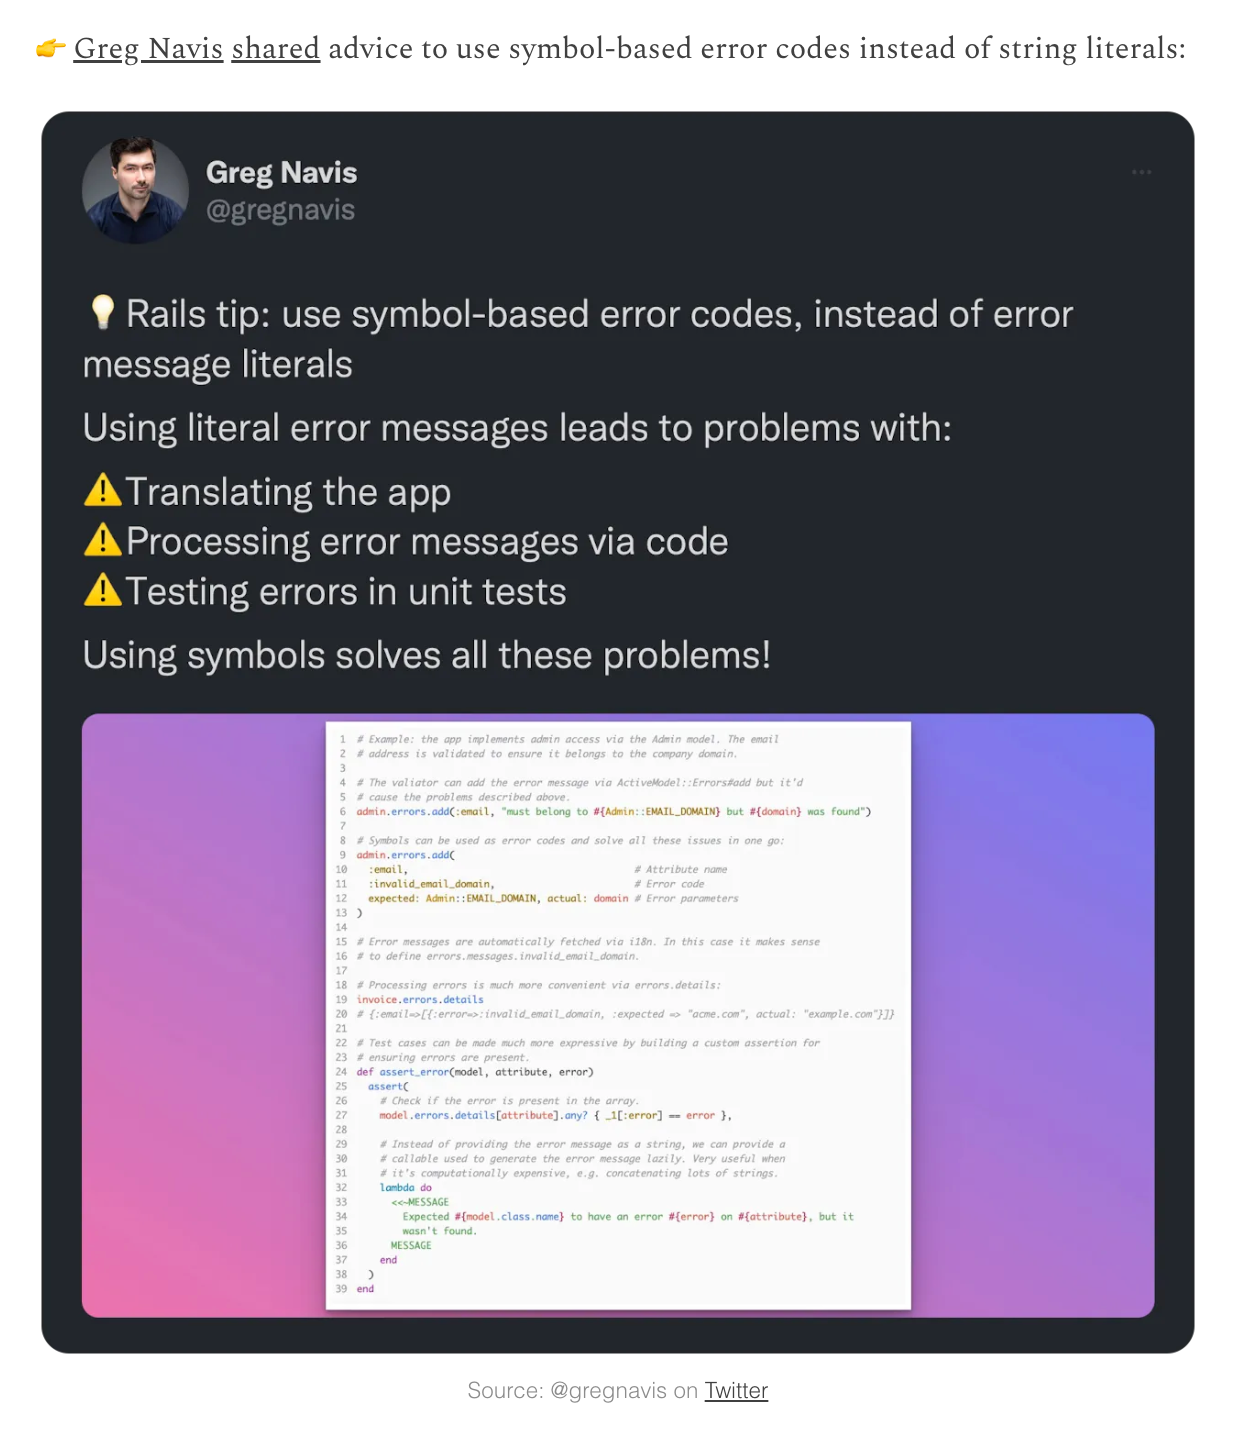 👉 Greg Navis shared advice to use symbol-based error codes instead of string literals:
Greg Navis
@gregnavis
💡Rails tip: use symbol-based error codes, instead of error
message literals
Using literal error messages leads to problems with:
⚠️Translating the app
⚠️Processing error messages via code
⚠️Testing errors in unit tests
Using symbols solves all these problems!
1 # Example: the app implements admin access via the Admin model. The email
2 # address is validated to ensure it belongs to the company domain.
3
4 # The valiator can add the error message via ActiveModel::Errors#add but it'd
5 # cause the problems described above.
6 admin.errors.add(:email, "must belong to #{Admin::EMAIL_DOMAIN} but #{domain} was found")
7
8 # Symbols can be used as error codes and solve all these issues in one go:
9 admin.errors.add(
10   :email, # Attribute name
11   :invalid_email_domain, # Error code
12   expected: Admin::EMAIL_DOMAIN, actual: domain # Error parameters
13 )
14
15 # Error messages are automatically fetched via i18n. In this case it makes sense
16 # to define errors.messages.invalid_email_domain.
17
18 # Processing errors is much more convenient via errors.details:
19 invoice.errors.details
20 # {:email=>[{:error=>:invalid_email_domain, :expected => "acme.com", actual: "example.com"}]}
21
22 # Test cases can be made much more expressive by building a custom assertion for
23 # ensuring errors are present.
24 def assert_error(model, attribute, error)
25   assert(
26     # Check if the error is present in the array.
27     model.errors.details[attribute].any? { _1[:error] == error },
28
29     # Instead of providing the error message as a string, we can provide a
30     # callable used to generate the error message lazily. Very useful when
31     # it's computationally expensive, e.g. concatenating lots of strings.
32     lambda do
33       <<~MESSAGE
34         Expected #{model.class.name} to have an error #{error} on #{attribute}, but it
35         wasn't found.
36       MESSAGE
37     end
38   )
39 end
Source: @gregnavis on Twitter